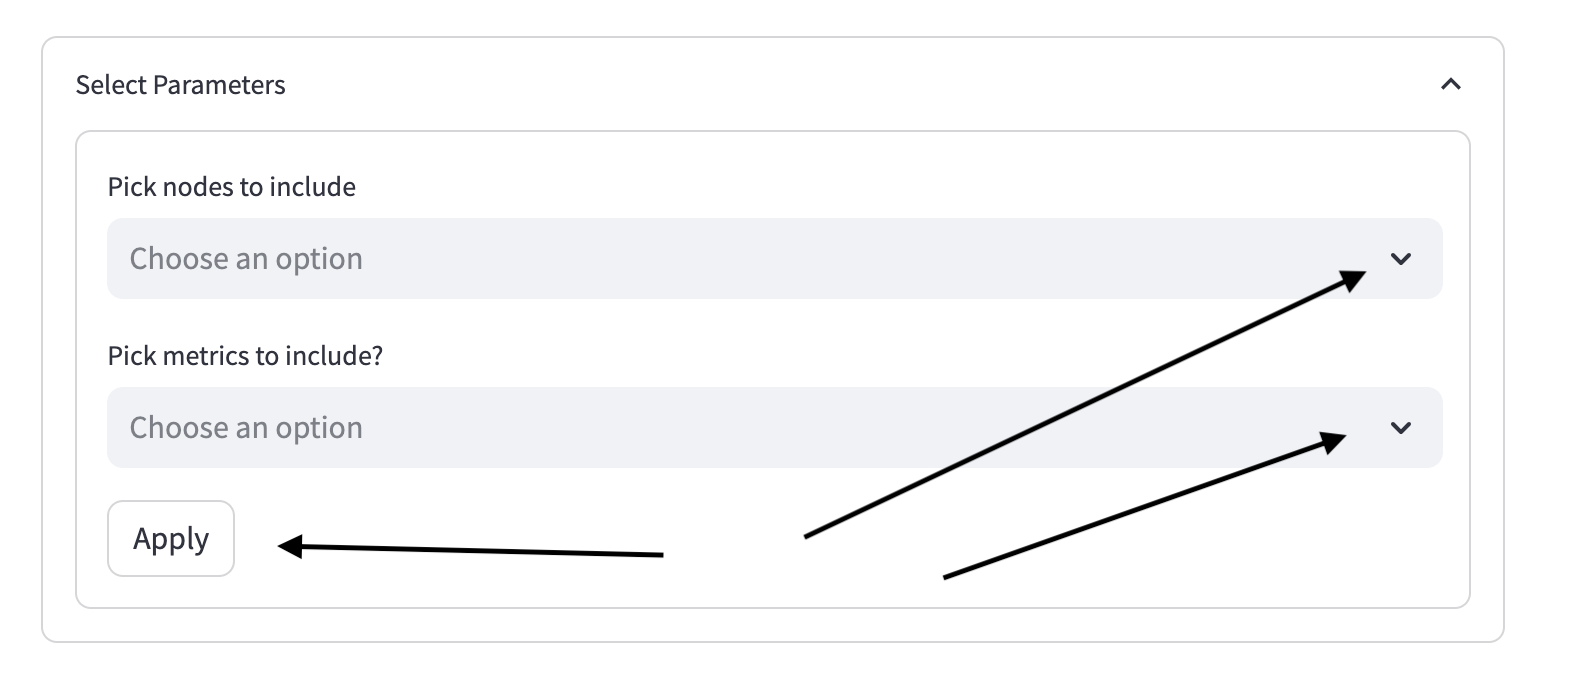 Select Parameters
Pick nodes to include
Choose an option
Pick metrics to include?
Choose an option
Apply